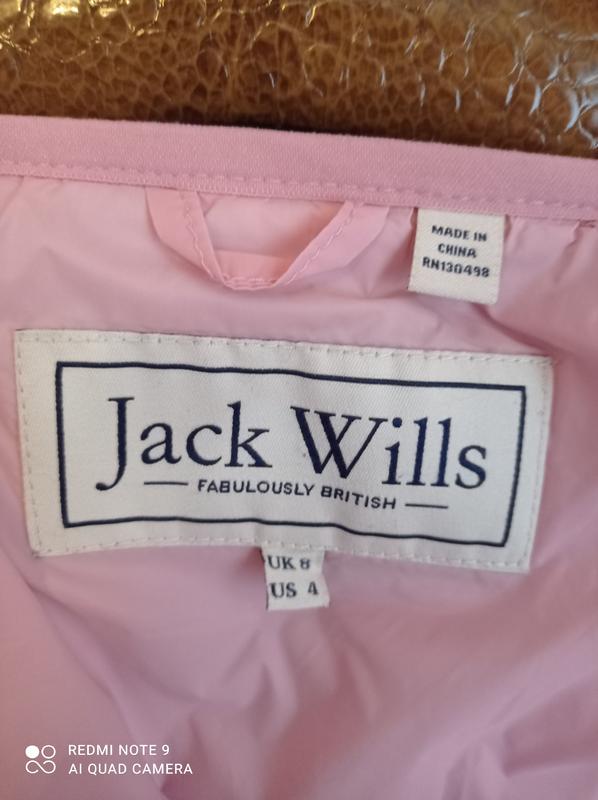 MADE IN
CHINA
RN130498
Jack Wills
FABULOUSLY BRITISH
UK 8
US 4
REDMI NOTE 9
AI QUAD CAMERA